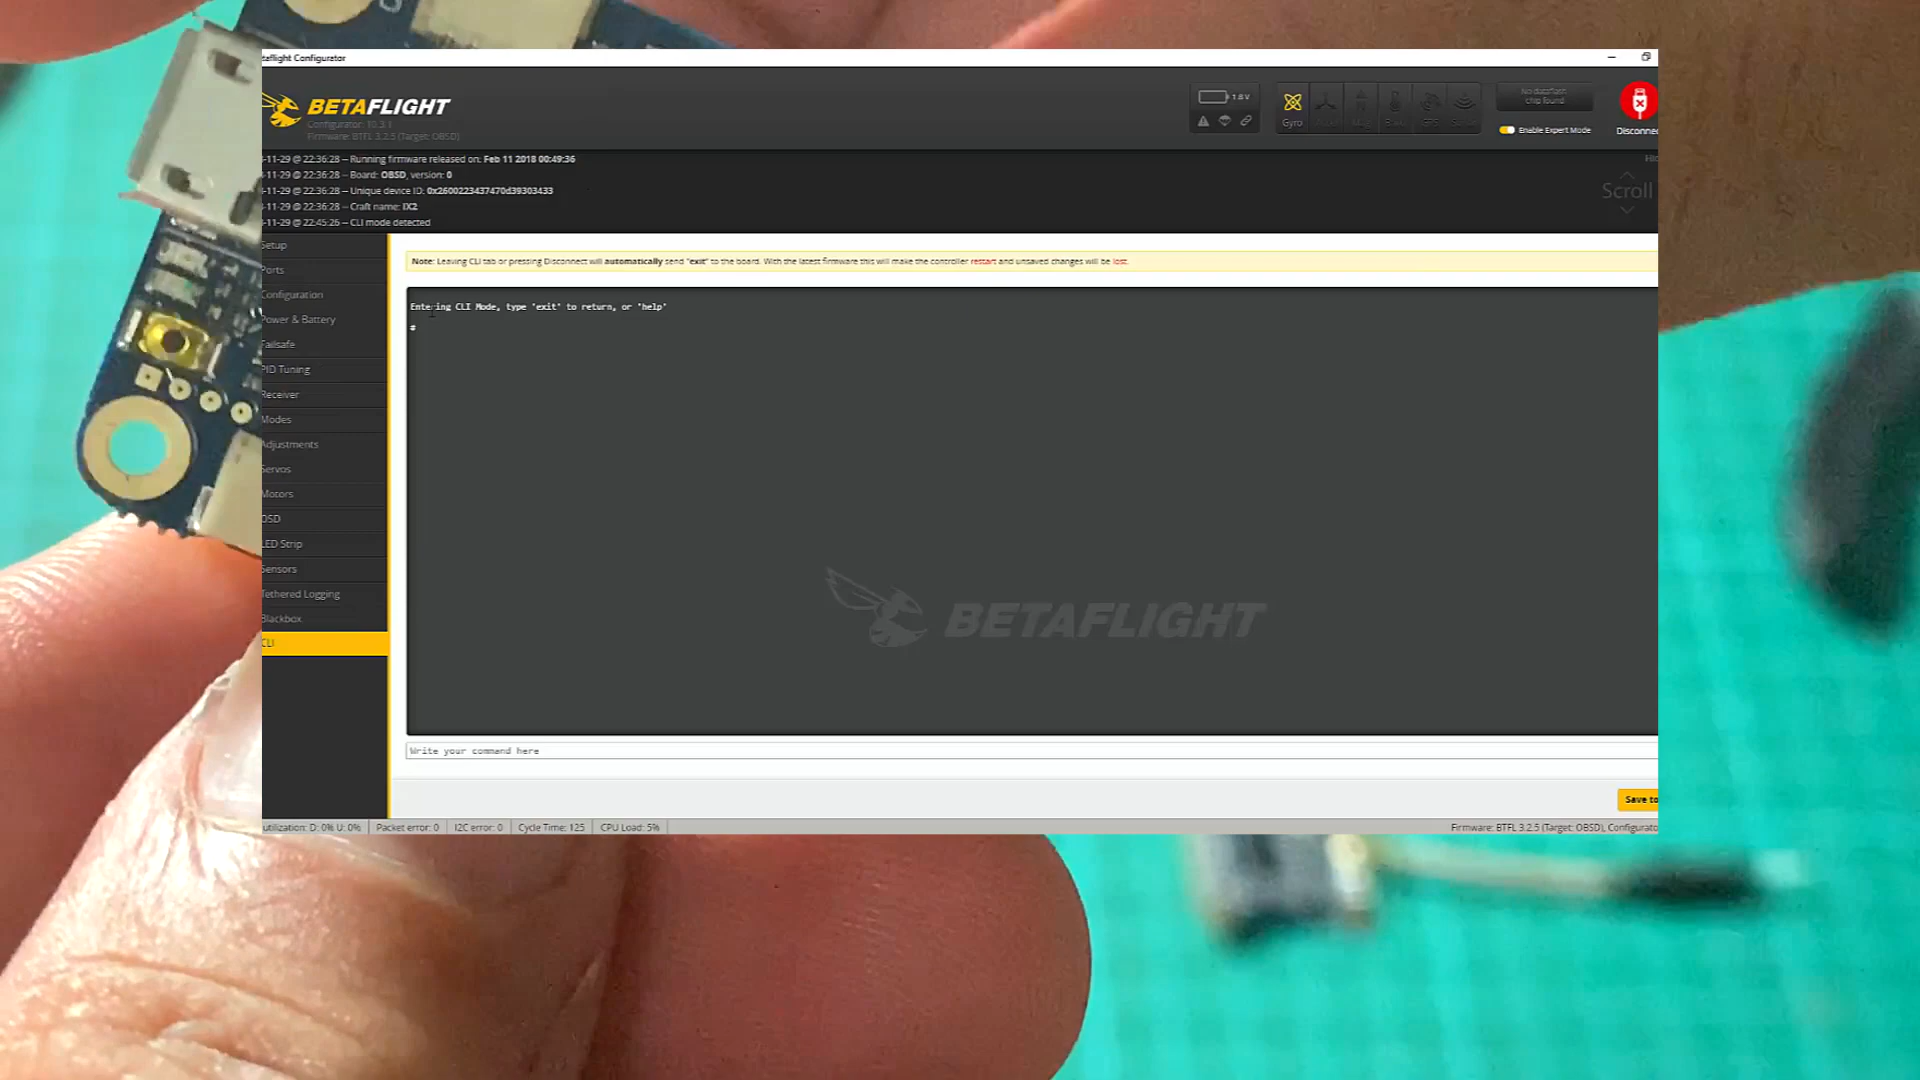 taflight Configurator
BETAFLIGHT
Configurator: 10.3.1
Firmware: BTFL 3.2.5 (Target: OBSD)
1.8 V
Gyro
No dataflash
chip found
Enable Expert Mode
Disconnec
-11-29 @ 22:36:28 -- Running firmware released on: Feb 11 2018 00:49:36
-11-29 @ 22:36:28 -- Board: OBSD, version: 0
-11-29 @ 22:36:28 -- Unique device ID: 0x2600223437470d39303433
-11-29 @ 22:36:28 -- Craft name: IX2
-11-29 @ 22:45:26 -- CLI mode detected
Scroll
Setup
Ports
Configuration
Power & Battery
Failsafe
PID Tuning
Receiver
Modes
Adjustments
Servos
Motors
OSD
LED Strip
Sensors
Tethered Logging
Blackbox
CLI
Note: Leaving CLI tab or pressing Disconnect will automatically send "exit" to the board. With the latest firmware this will make the controller restart and unsaved changes will be lost.
Entering CLI Mode, type 'exit' to return, or 'help'
#
BETAFLIGHT
Write your command here
Save to
utilization: D: 0% U: 0%
Packet error: 0
I2C error: 0
Cycle Time: 125
CPU Load: 5%
Firmware: BTFL 3.2.5 (Target: OBSD), Configurato